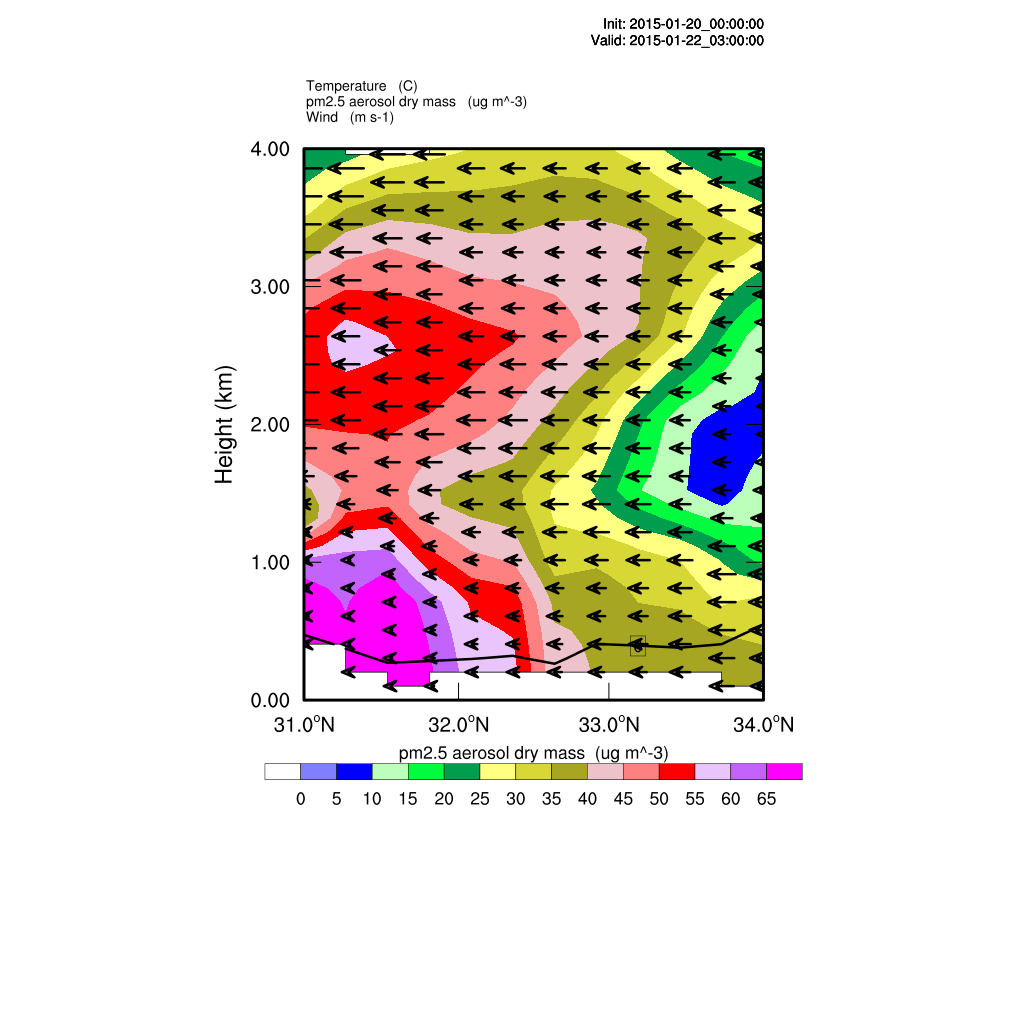 Init: 2015-01-20_00:00:00
Valid: 2015-01-22_03:00:00
Temperature (C)
pm2.5 aerosol dry mass (ug m^-3)
Wind (m s-1)
4.00
3.00
2.00
1.00
0.00
Height (km)
31.0°N 32.0°N 33.0°N 34.0°N
pm2.5 aerosol dry mass (ug m^-3)
0 5 10 15 20 25 30 35 40 45 50 55 60 65